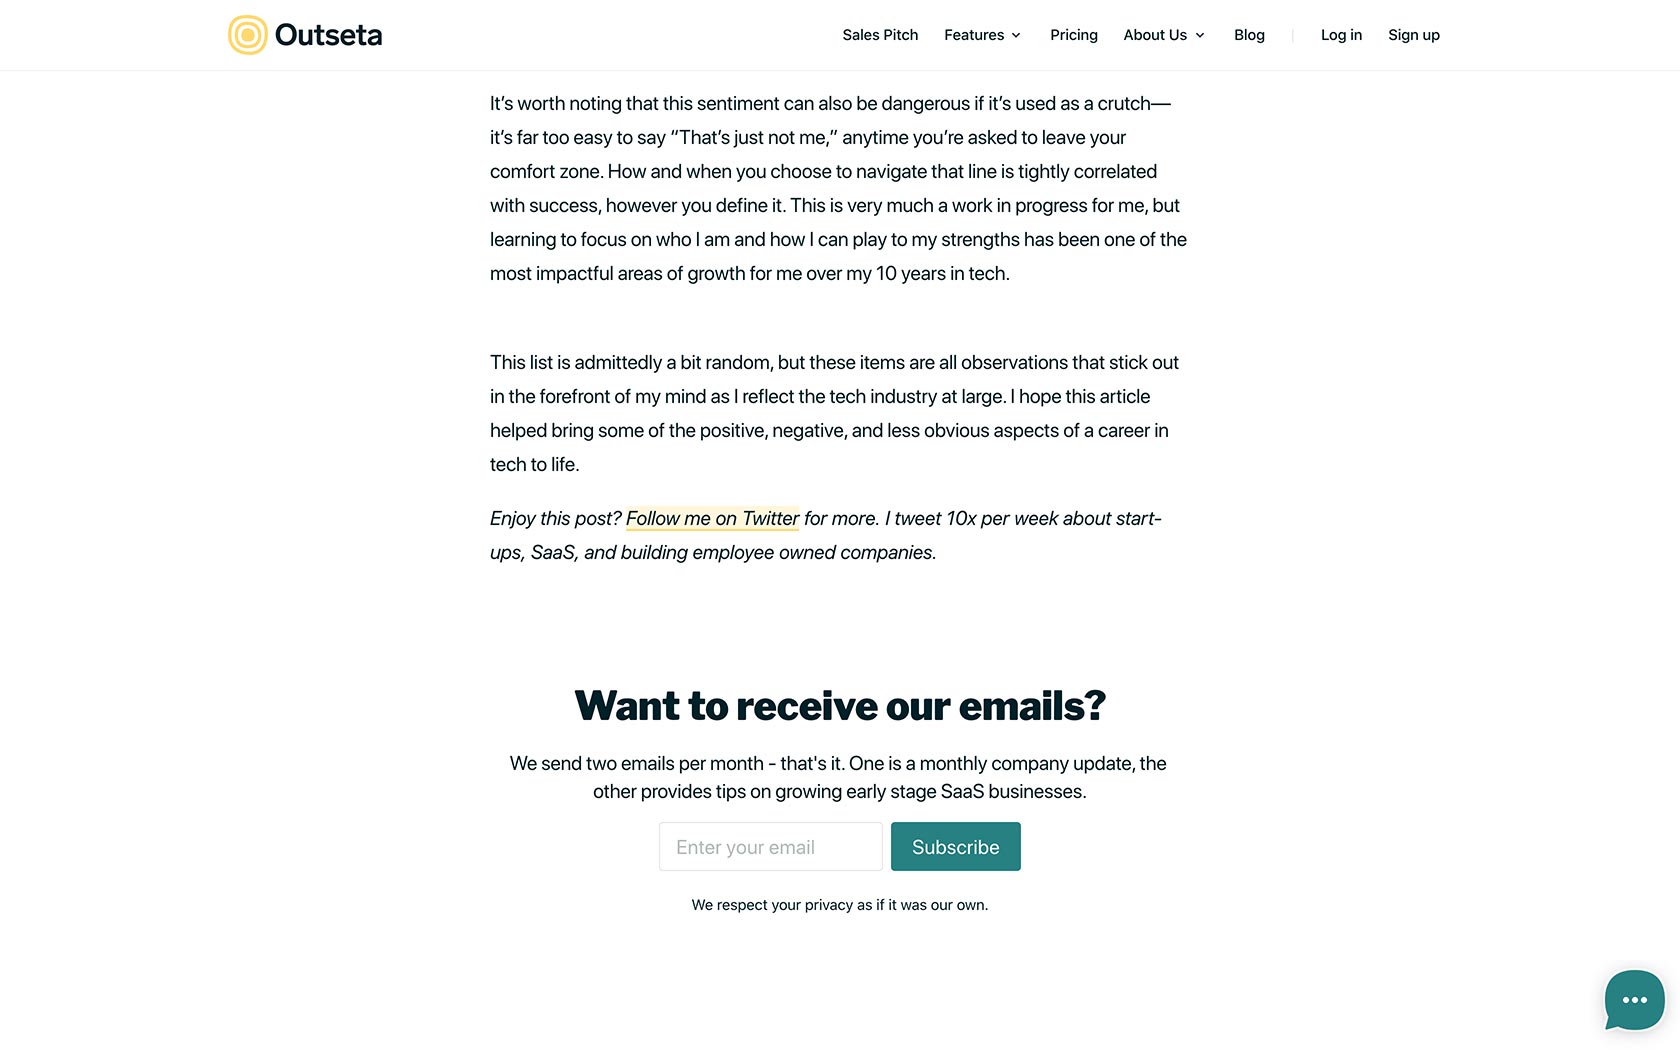 Outseta
Sales Pitch Features Pricing About Us Blog Log in Sign up
It’s worth noting that this sentiment can also be dangerous if it’s used as a crutch—
it’s far too easy to say “That’s just not me,” anytime you’re asked to leave your
comfort zone. How and when you choose to navigate that line is tightly correlated
with success, however you define it. This is very much a work in progress for me, but
learning to focus on who I am and how I can play to my strengths has been one of the
most impactful areas of growth for me over my 10 years in tech.
This list is admittedly a bit random, but these items are all observations that stick out
in the forefront of my mind as I reflect the tech industry at large. I hope this article
helped bring some of the positive, negative, and less obvious aspects of a career in
tech to life.
Enjoy this post? Follow me on Twitter for more. I tweet 10x per week about start-
ups, SaaS, and building employee owned companies.
Want to receive our emails?
We send two emails per month - that's it. One is a monthly company update, the
other provides tips on growing early stage SaaS businesses.
Enter your email Subscribe
We respect your privacy as if it was our own.